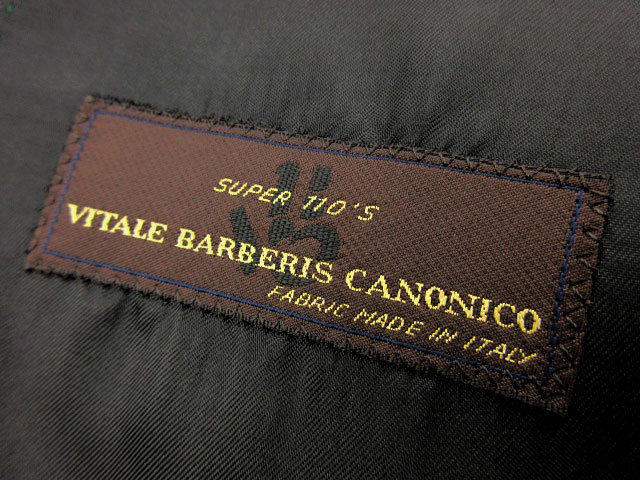 SUPER 110'S
VITALE BARBERIS CANONICO
FABRIC MADE IN ITALY